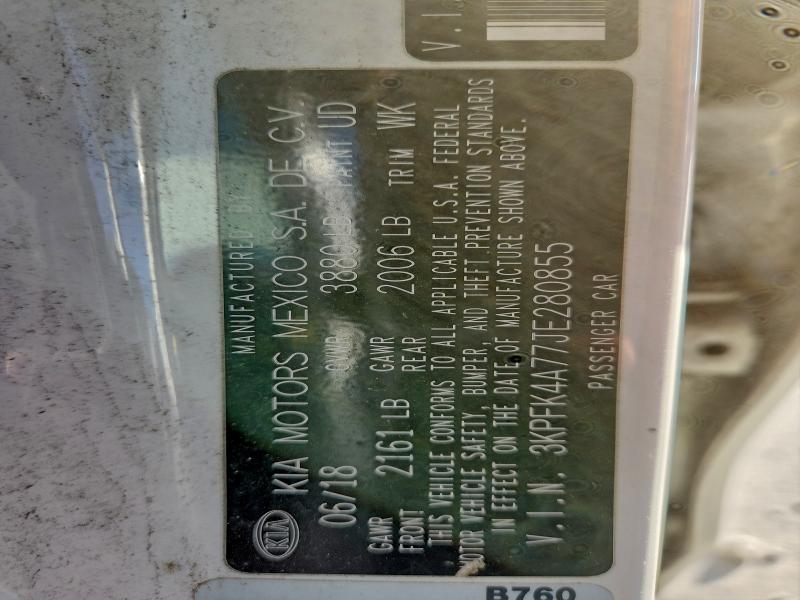 V.I
MANUFACTURED BY
KIA KIA MOTORS MEXICO S.A. DE C.V.
06/18 GVWR 3880 LB PAINT UD
GAWR FRONT 2161 LB GAWR REAR 2006 LB TRIM WK
THIS VEHICLE CONFORMS TO ALL APPLICABLE U.S.A. FEDERAL
MOTOR VEHICLE SAFETY, BUMPER, AND THEFT PREVENTION STANDARDS
IN EFFECT ON THE DATE OF MANUFACTURE SHOWN ABOVE.
V.I.N. 3KPFK4A77JE280855
PASSENGER CAR
B760